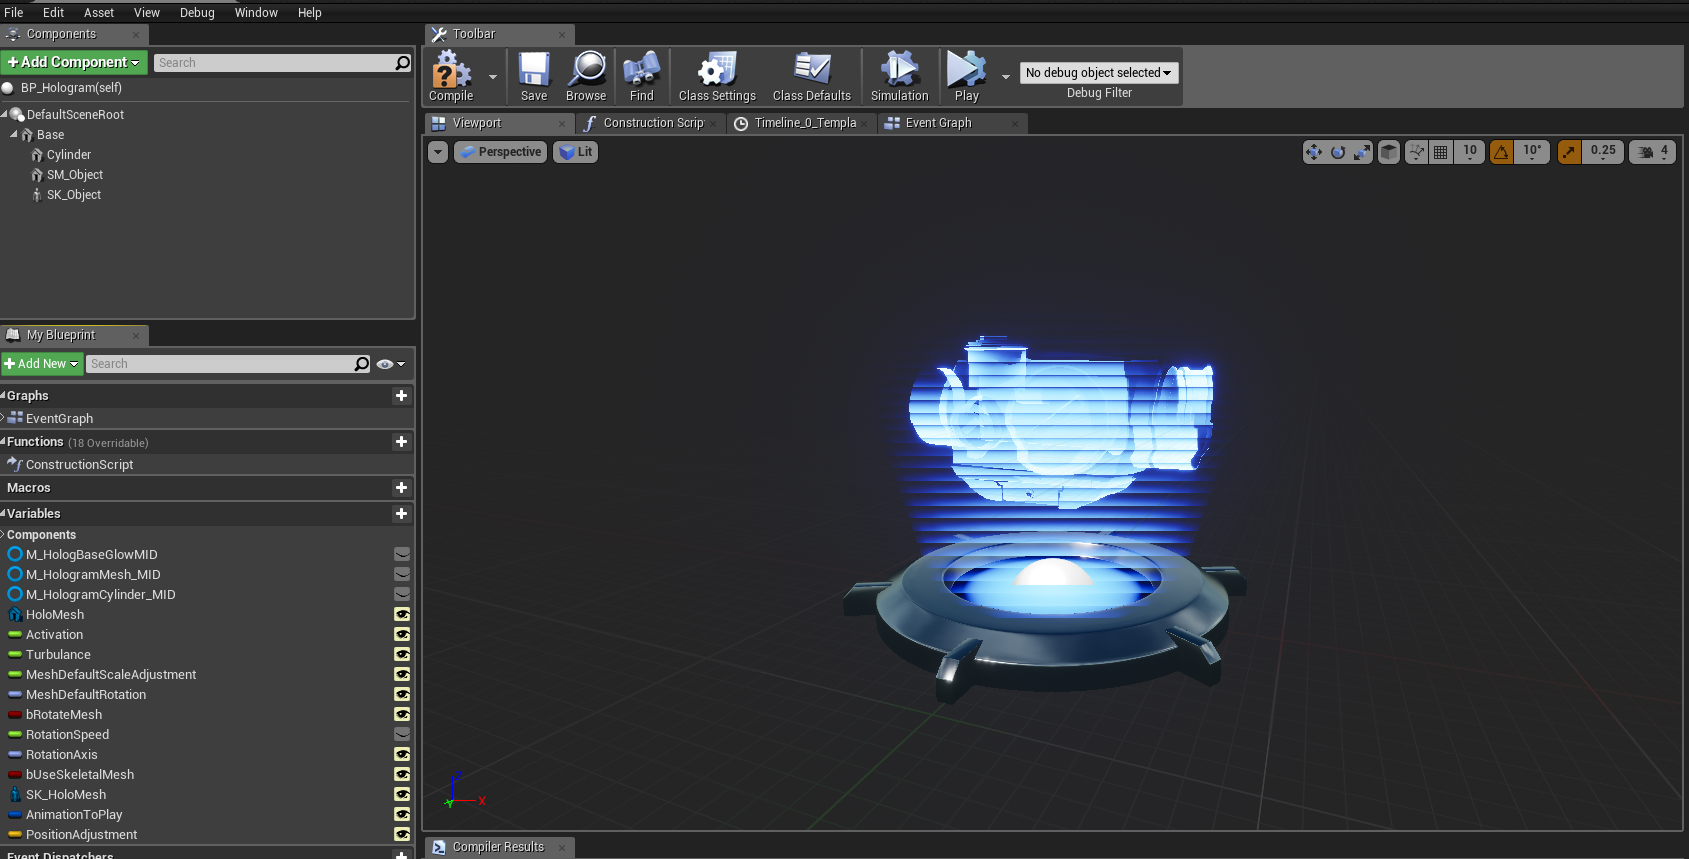 File Edit Asset View Debug Window Help
Components
Toolbar
Add Component
Search
BP_Hologram(self)
DefaultSceneRoot
Base
Cylinder
SM_Object
SK_Object
Compile Save Browse Find Class Settings Class Defaults Simulation Play
No debug object selected
Debug Filter
Viewport Construction Scrip Timeline_0_Templa Event Graph
Perspective Lit
10 10° 0.25 4
My Blueprint
Add New
Search
Graphs
EventGraph
Functions (18 Overridable)
ConstructionScript
Macros
Variables
Components
M_HologBaseGlowMID
M_HologramMesh_MID
M_HologramCylinder_MID
HoloMesh
Activation
Turbulance
MeshDefaultScaleAdjustment
MeshDefaultRotation
bRotateMesh
RotationSpeed
RotationAxis
bUseSkeletalMesh
SK_HoloMesh
AnimationToPlay
PositionAdjustment
Event Dispatchers
Z
Y
X
Compiler Results